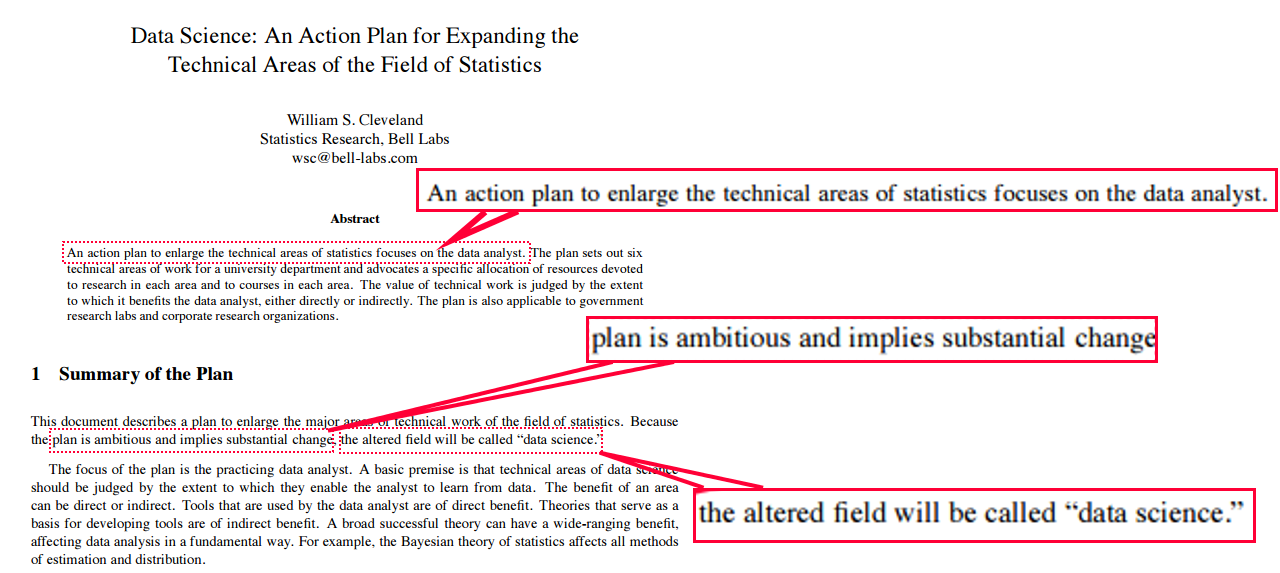 Data Science: An Action Plan for Expanding the
Technical Areas of the Field of Statistics
William S. Cleveland
Statistics Research, Bell Labs
wsc@bell-labs.com
An action plan to enlarge the technical areas of statistics focuses on the data analyst.
Abstract
An action plan to enlarge the technical areas of statistics focuses on the data analyst. The plan sets out six
technical areas of work for a university department and advocates a specific allocation of resources devoted
to research in each area and to courses in each area. The value of technical work is judged by the extent
to which it benefits the data analyst, either directly or indirectly. The plan is also applicable to government
research labs and corporate research organizations.
plan is ambitious and implies substantial change
1 Summary of the Plan
This document describes a plan to enlarge the major areas of technical work of the field of statistics. Because
the plan is ambitious and implies substantial change, the altered field will be called “data science.”
The focus of the plan is the practicing data analyst. A basic premise is that technical areas of data science
should be judged by the extent to which they enable the analyst to learn from data. The benefit of an area
can be direct or indirect. Tools that are used by the data analyst are of direct benefit. Theories that serve as a
basis for developing tools are of indirect benefit. A broad successful theory can have a wide-ranging benefit,
affecting data analysis in a fundamental way. For example, the Bayesian theory of statistics affects all methods
of estimation and distribution.
the altered field will be called “data science.”